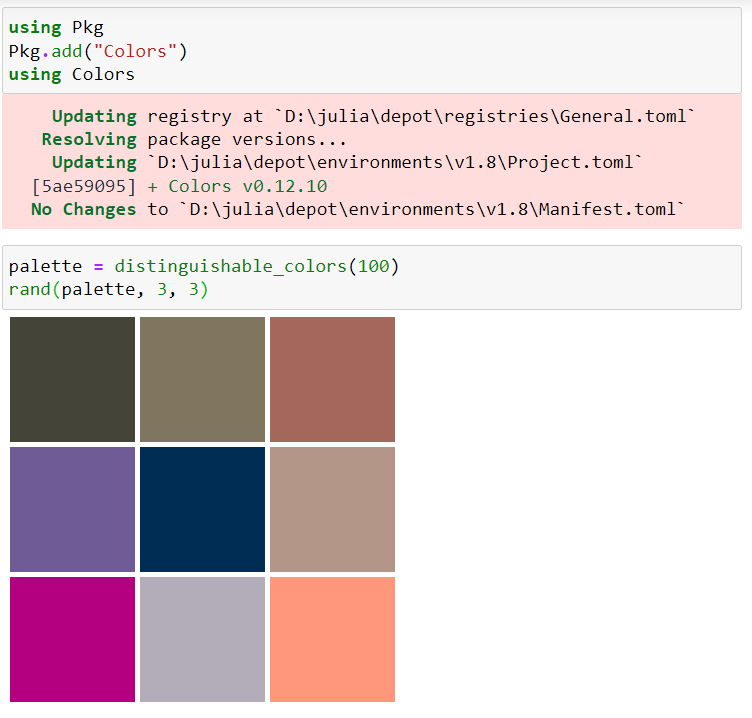 using Pkg
Pkg.add("Colors")
using Colors
Updating registry at `D:\julia\depot\registries\General.toml`
Resolving package versions...
Updating `D:\julia\depot\environments\v1.8\Project.toml`
[5ae59095] + Colors v0.12.10
No Changes to `D:\julia\depot\environments\v1.8\Manifest.toml`
palette = distinguishable_colors(100)
rand(palette, 3, 3)